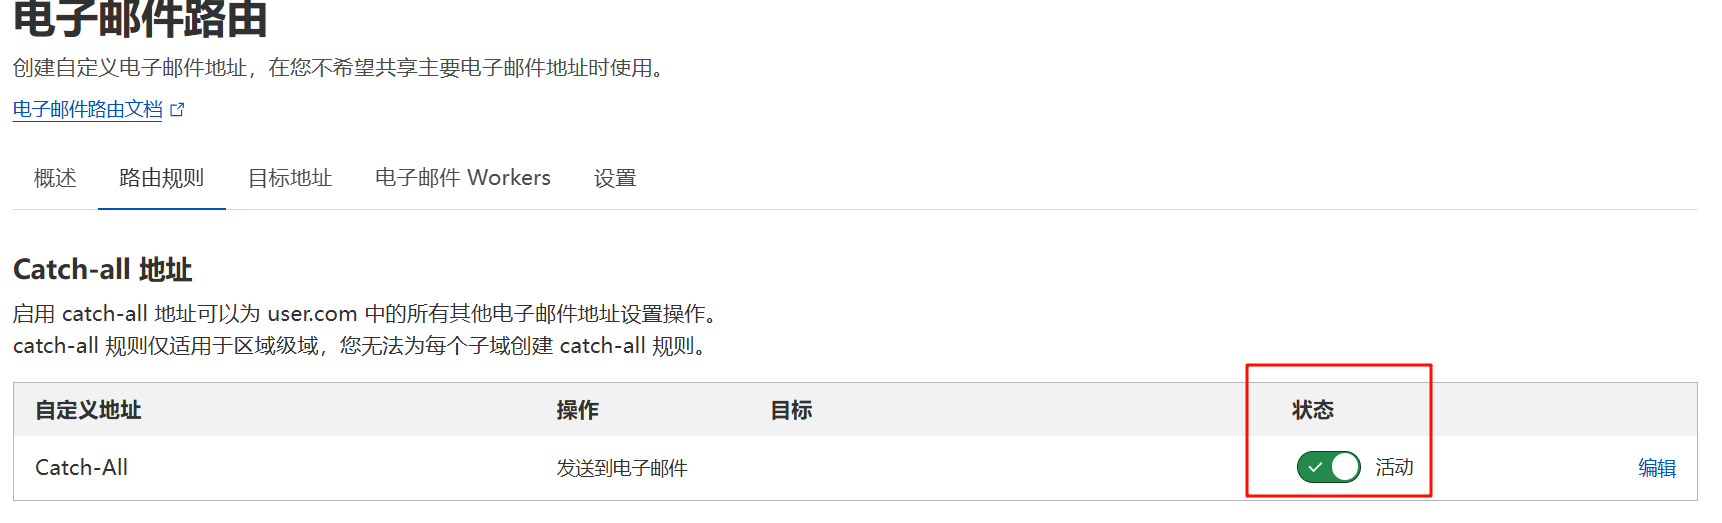 电子邮件路由
创建自定义电子邮件地址，在您不希望共享主要电子邮件地址时使用。
电子邮件路由文档
概述 路由规则 目标地址 电子邮件 Workers 设置
Catch-all 地址
启用 catch-all 地址可以为 user.com 中的所有其他电子邮件地址设置操作。
catch-all 规则仅适用于区域级域，您无法为每个子域创建 catch-all 规则。
自定义地址 操作 目标 状态
Catch-All 发送到电子邮件 活动 编辑